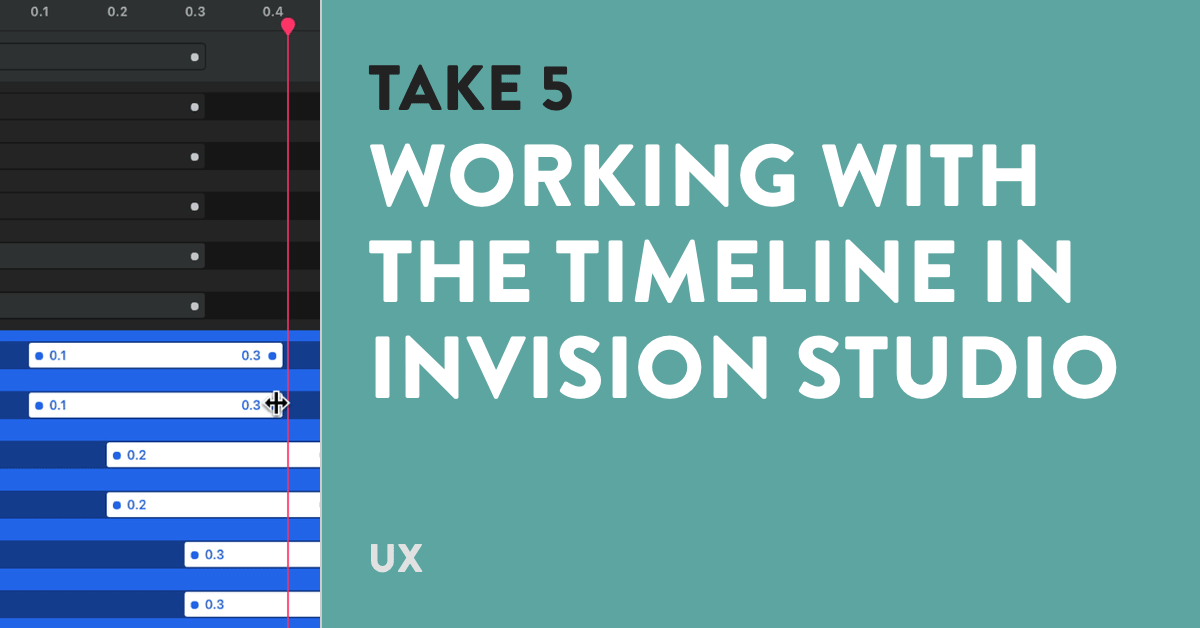 0.1 0.2 0.3 0.4
0.1 0.3
0.1 0.3
0.2
0.2
0.3
0.3
TAKE 5
WORKING WITH
THE TIMELINE IN
INVISION STUDIO
UX